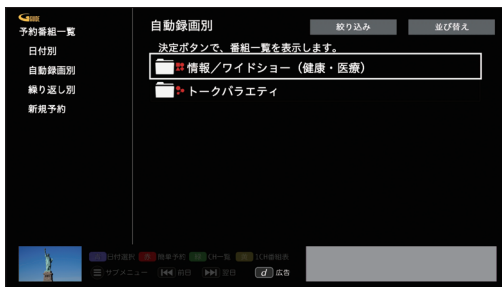 GGUIDE
予約番組一覧
日付別
自動録画別
繰り返し別
新規予約
自動録画別
絞り込み
並び替え
決定ボタンで、番組一覧を表示します。
情報／ワイドショー（健康・医療）
トークバラエティ
日付選択 簡単予約 CH一覧 1CH番組表
サブメニュー 前日 翌日 d 広告